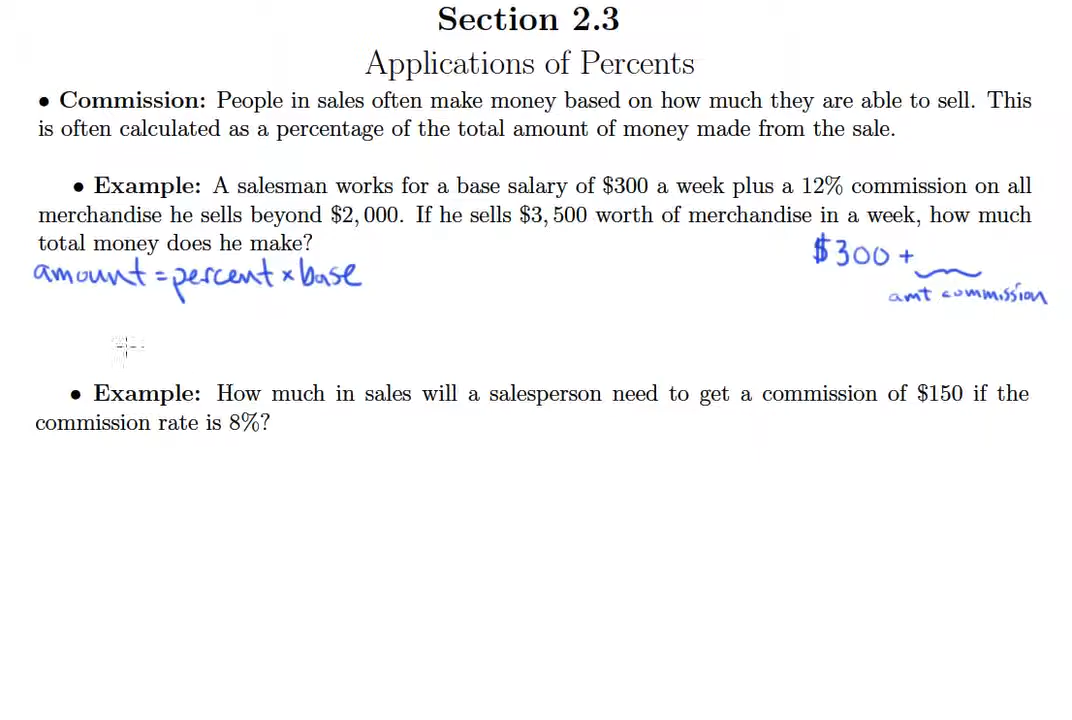 Section 2.3
Applications of Percents
• Commission: People in sales often make money based on how much they are able to sell. This
is often calculated as a percentage of the total amount of money made from the sale.
• Example: A salesman works for a base salary of $300 a week plus a 12% commission on all
merchandise he sells beyond $2,000. If he sells $3,500 worth of merchandise in a week, how much
total money does he make?
$300 +
amount = percent × base
amt commission
• Example: How much in sales will a salesperson need to get a commission of $150 if the
commission rate is 8%?